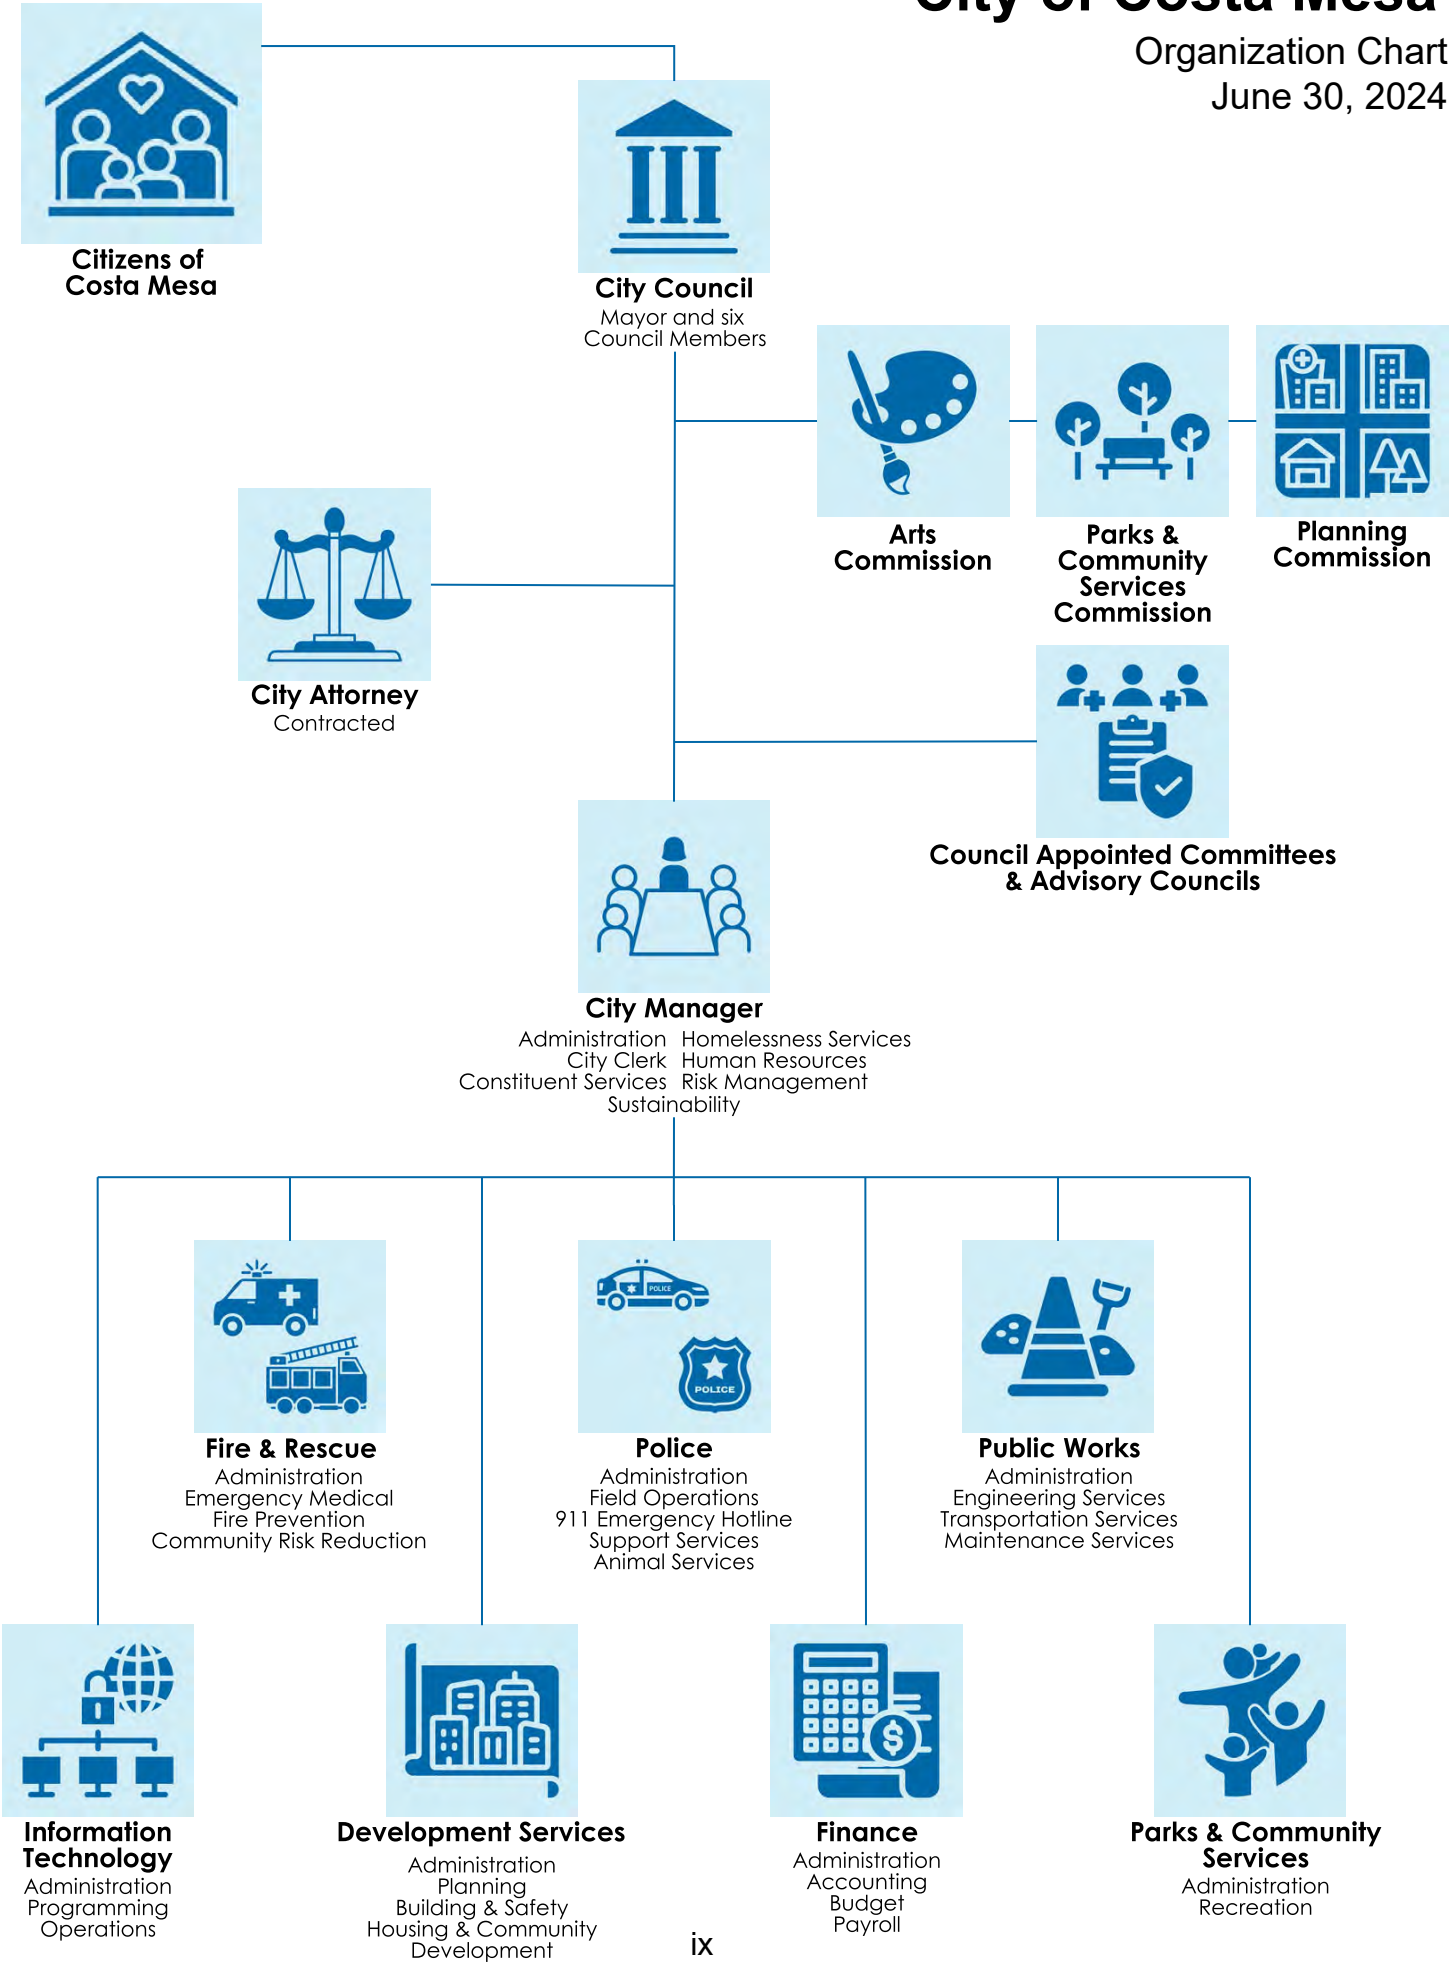 City of Costa Mesa
Organization Chart
June 30, 2024
Citizens of
Costa Mesa
City Council
Mayor and six
Council Members
Arts
Commission
Parks &
Community
Services
Commission
Planning
Commission
City Attorney
Contracted
Council Appointed Committees
& Advisory Councils
City Manager
Administration Homelessness Services
City Clerk Human Resources
Constituent Services Risk Management
Sustainability
POLICE
POLICE
Fire & Rescue
Administration
Emergency Medical
Fire Prevention
Community Risk Reduction
Police
Administration
Field Operations
911 Emergency Hotline
Support Services
Animal Services
Public Works
Administration
Engineering Services
Transportation Services
Maintenance Services
$
Information
Technology
Administration
Programming
Operations
Development Services
Administration
Planning
Building & Safety
Housing & Community
Development
Finance
Administration
Accounting
Budget
Payroll
Parks & Community
Services
Administration
Recreation
ix